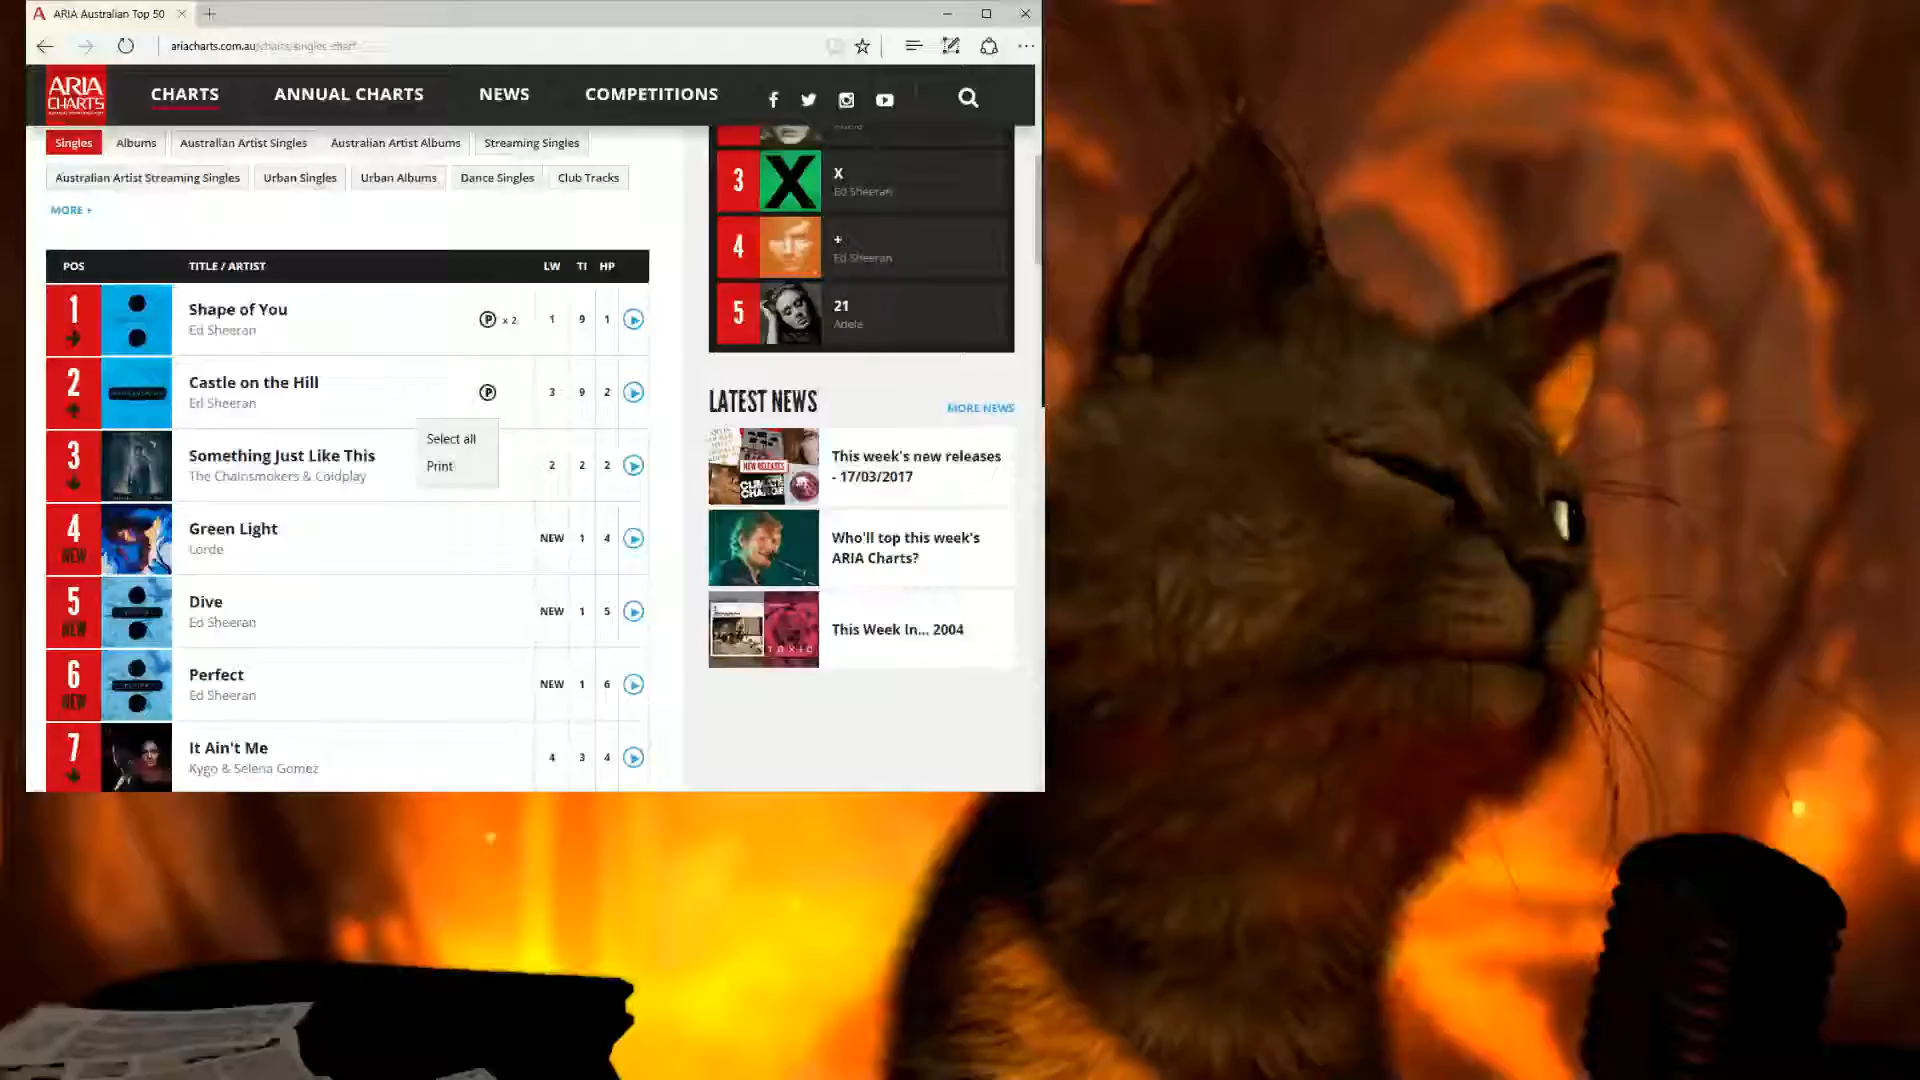 ARIA Australian Top 50
ariacharts.com.au/charts/singles-chart
ARIA
CHARTS
CHARTS
ANNUAL CHARTS
NEWS
COMPETITIONS
Singles
Albums
Australian Artist Singles
Australian Artist Albums
Streaming Singles
Australian Artist Streaming Singles
Urban Singles
Urban Albums
Dance Singles
Club Tracks
MORE +
POS
TITLE / ARTIST
LW
TI
HP
1
Shape of You
Ed Sheeran
P x 2
1
9
1
2
Castle on the Hill
Ed Sheeran
P
3
9
2
Select all
Print
3
Something Just Like This
The Chainsmokers & Coldplay
2
2
2
4
NEW
Green Light
Lorde
NEW
1
4
5
NEW
Dive
Ed Sheeran
NEW
1
5
6
NEW
Perfect
Ed Sheeran
NEW
1
6
7
It Ain't Me
Kygo & Selena Gomez
4
3
4
Adele
3
X
Ed Sheeran
4
+
Ed Sheeran
5
21
Adele
LATEST NEWS
MORE NEWS
NEW RELEASES
This week's new releases
- 17/03/2017
Who'll top this week's
ARIA Charts?
TOXIC
This Week In... 2004